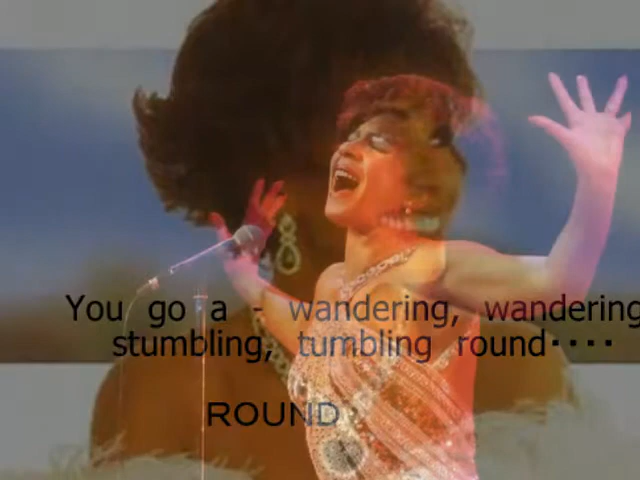 You go a - wandering, wandering
stumbling, tumbling round····
ROUND